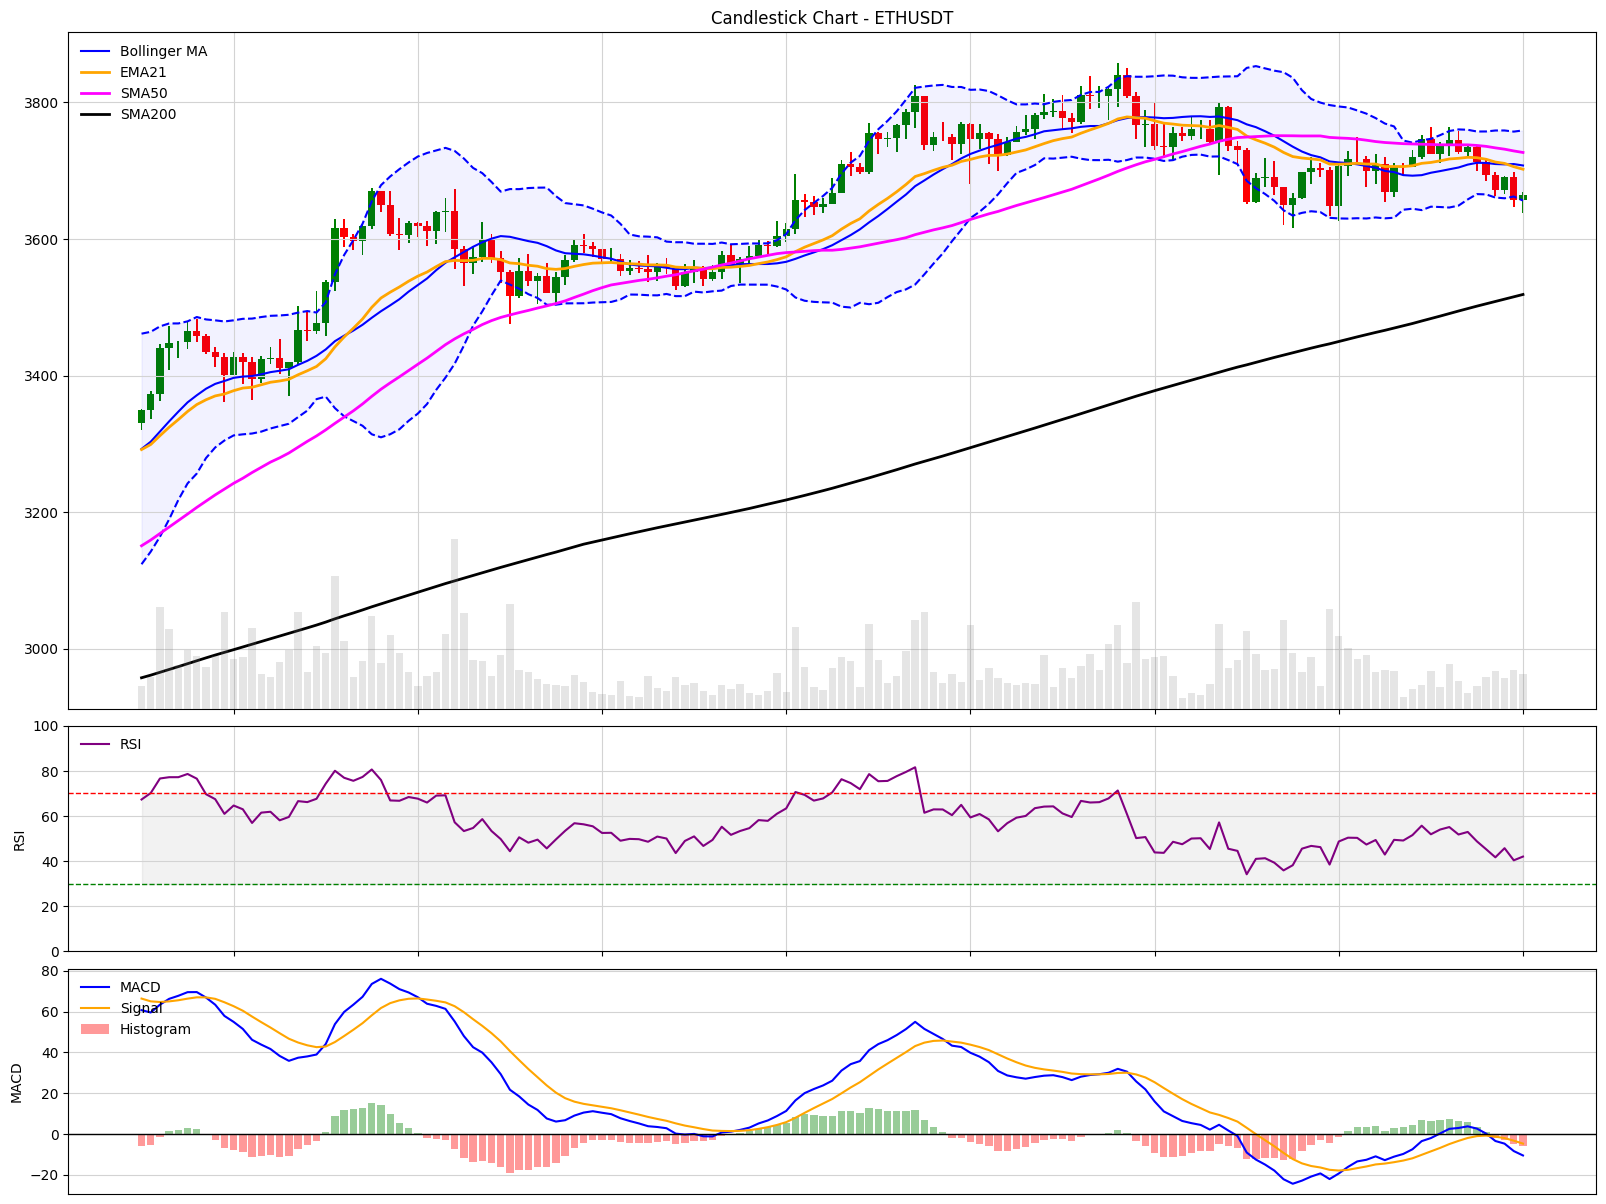 Candlestick Chart - ETHUSDT
Bollinger MA
EMA21
SMA50
SMA200
3800
3600
3400
3200
3000
RSI
100
80
60
40
20
0
RSI
MACD
Signal
Histogram
80
60
40
20
0
−20
MACD